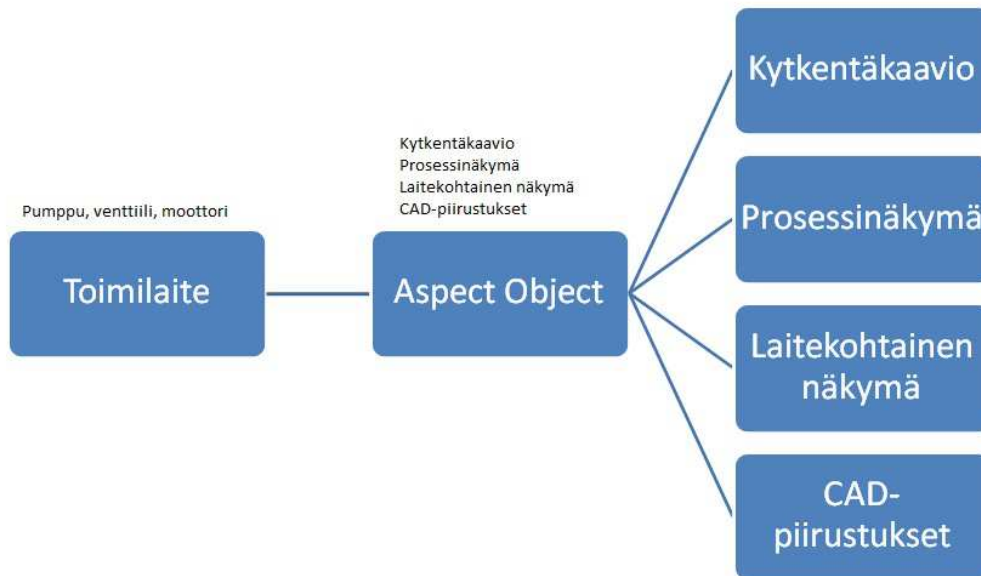 Pumppu, venttiili, moottori
Toimilaite
Kytkentäkaavio
Prosessinäkymä
Laitekohtainen näkymä
CAD-piirustukset
Aspect Object
Kytkentäkaavio
Prosessinäkymä
Laitekohtainen
näkymä
CAD-
piirustukset